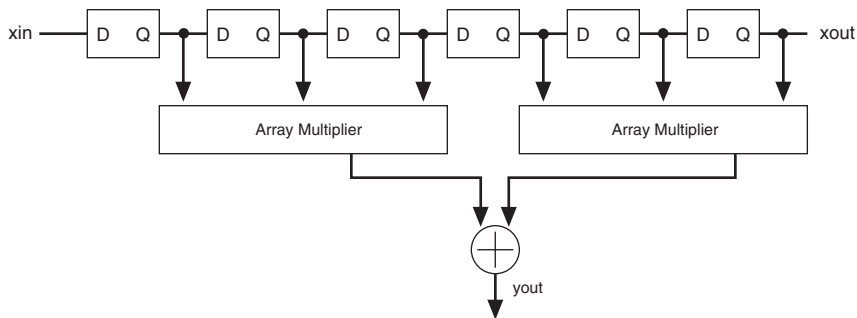 xin D Q D Q D Q D Q D Q D Q xout
Array Multiplier Array Multiplier
yout